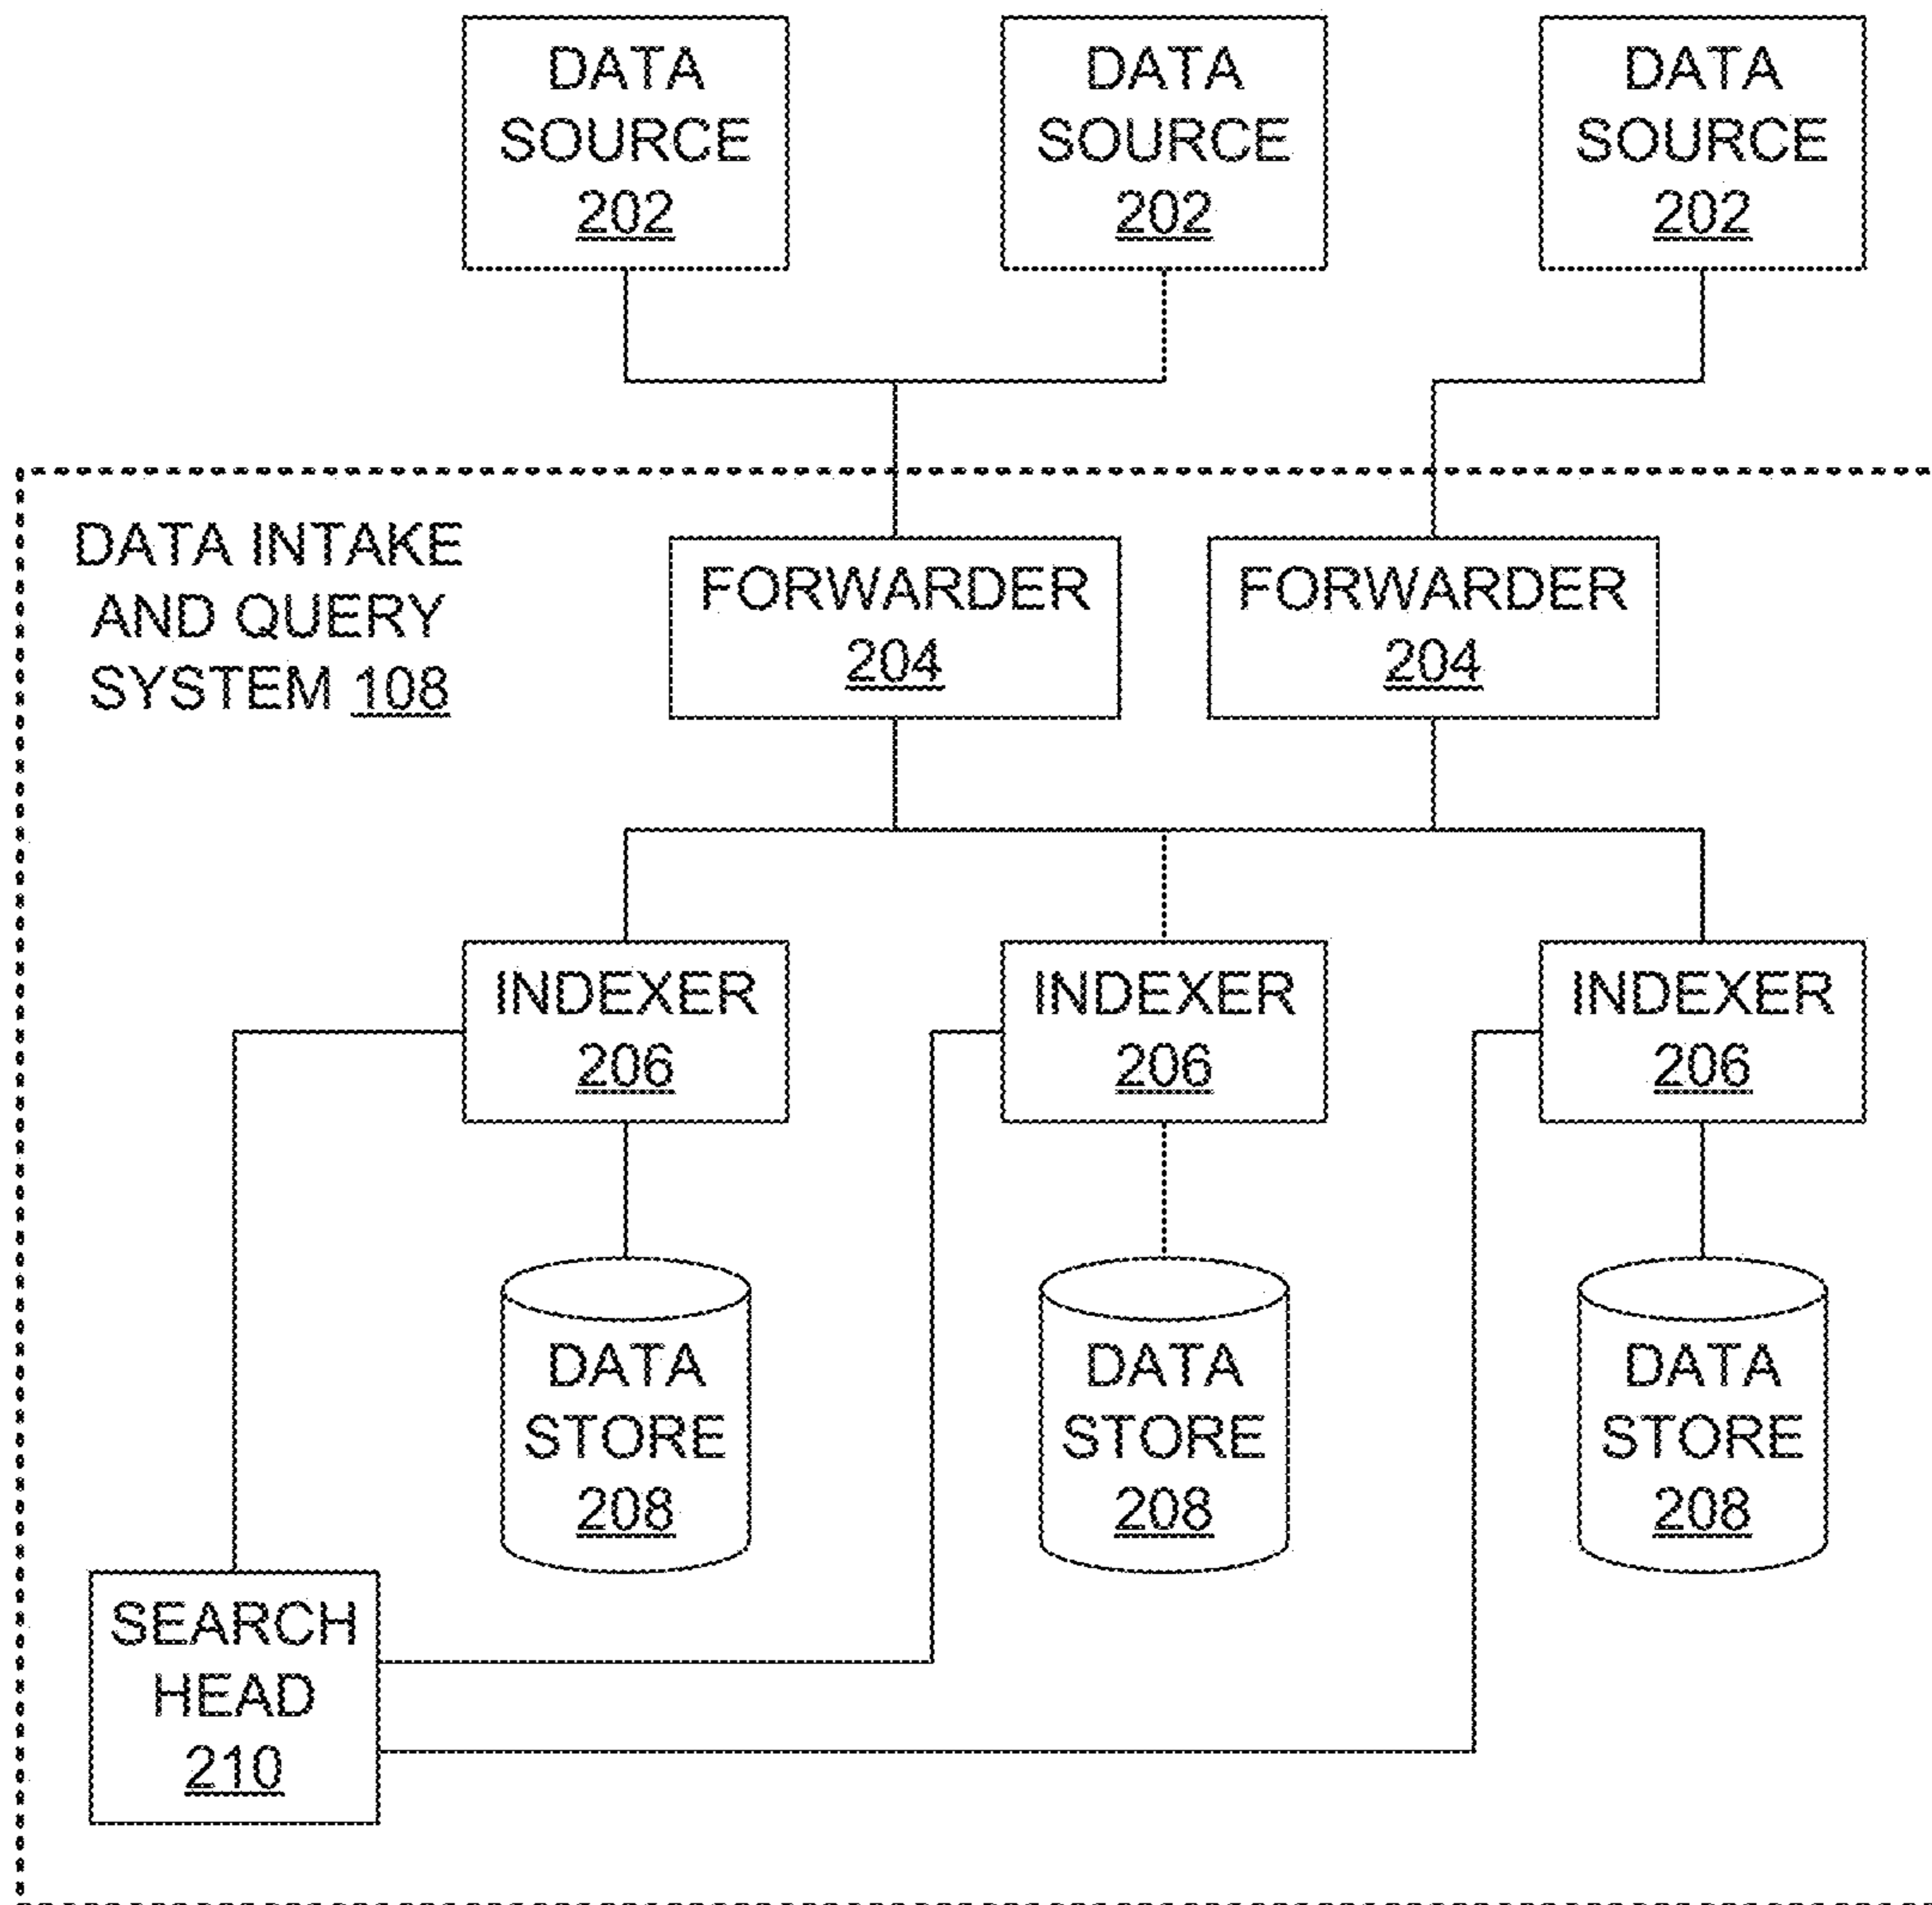 DATA
SOURCE
202
DATA
SOURCE
202
DATA
SOURCE
202
DATA INTAKE
AND QUERY
SYSTEM 108
FORWARDER
204
FORWARDER
204
INDEXER
206
INDEXER
206
INDEXER
206
DATA
STORE
208
DATA
STORE
208
DATA
STORE
208
SEARCH
HEAD
210